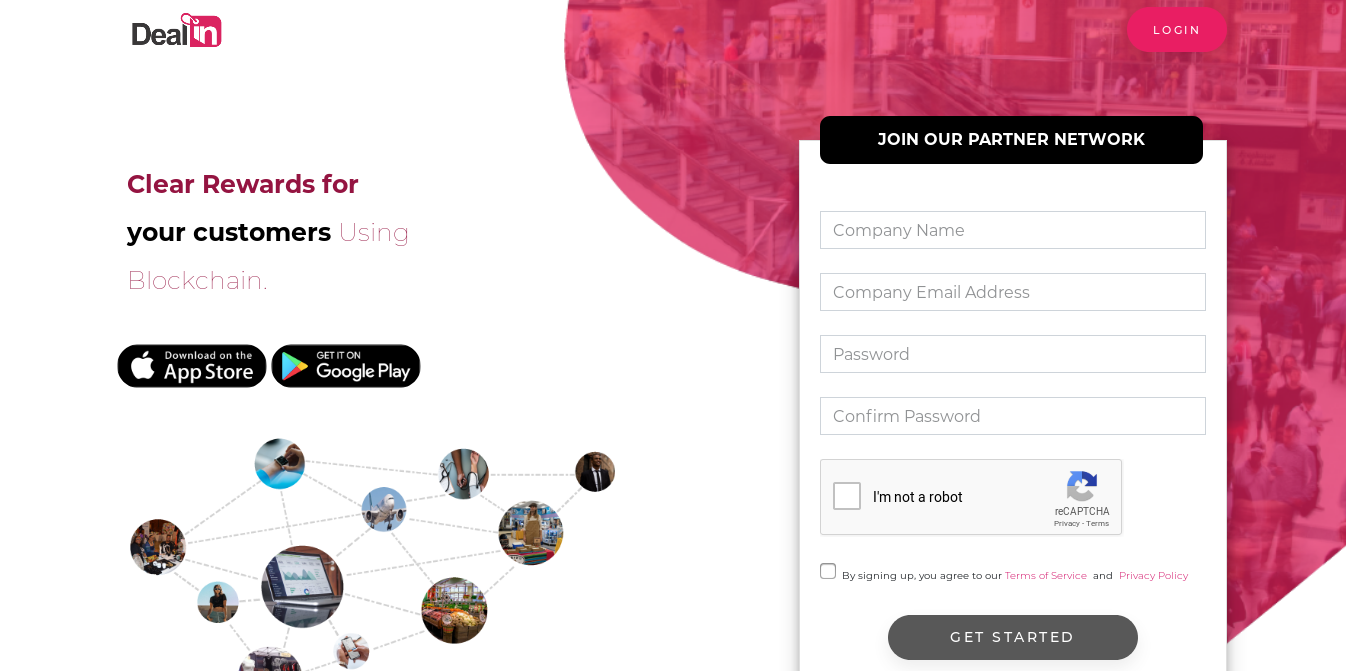 Dealin
LOGIN
JOIN OUR PARTNER NETWORK
Clear Rewards for
your customers Using
Blockchain.
Download on the
App Store
GET IT ON
Google Play
Company Name
Company Email Address
Password
Confirm Password
I'm not a robot
reCAPTCHA
Privacy - Terms
By signing up, you agree to our Terms of Service and Privacy Policy
GET STARTED